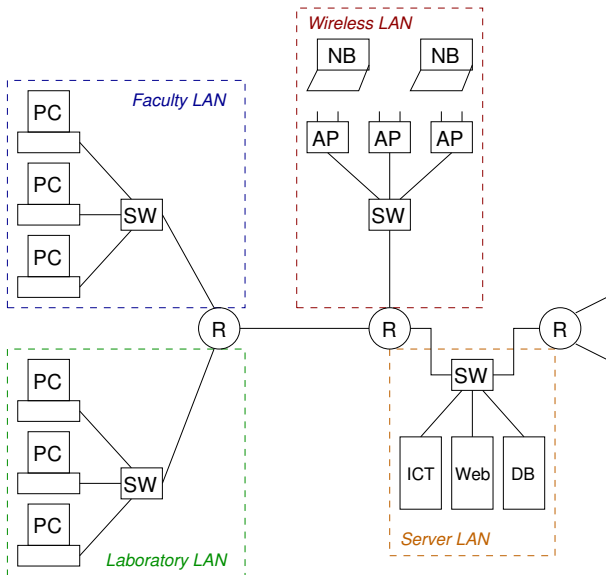 Wireless LAN
NB NB
Faculty LAN
PC
AP AP AP
PC
SW
SW
PC
R R R
PC
SW
PC
SW
ICT Web DB
PC
Server LAN
Laboratory LAN